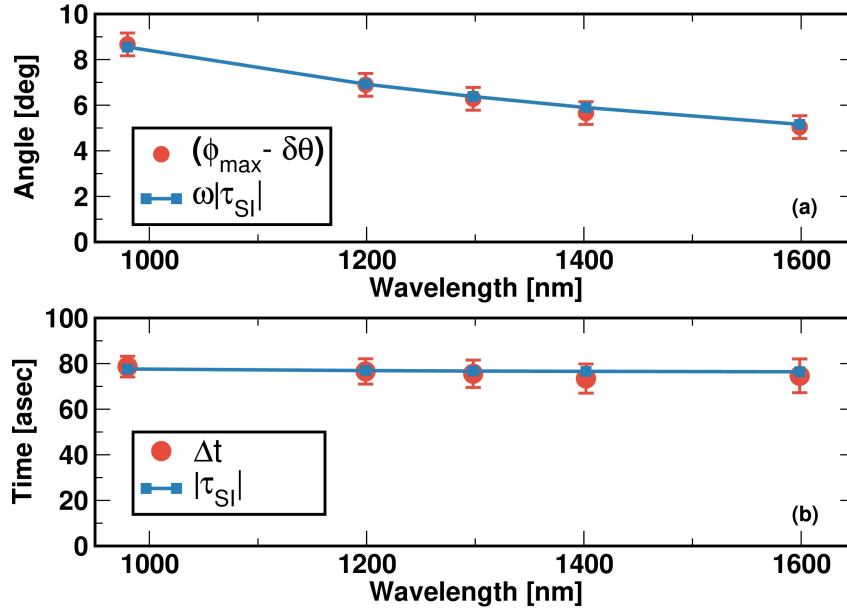 10
8
6
4
2
0
Angle [deg]
(ϕmax - δθ)
ω|τSI|
(a)
1000 1200 1400 1600
Wavelength [nm]
100
80
60
40
20
0
Time [asec]
Δt
|τSI|
(b)
1000 1200 1400 1600
Wavelength [nm]